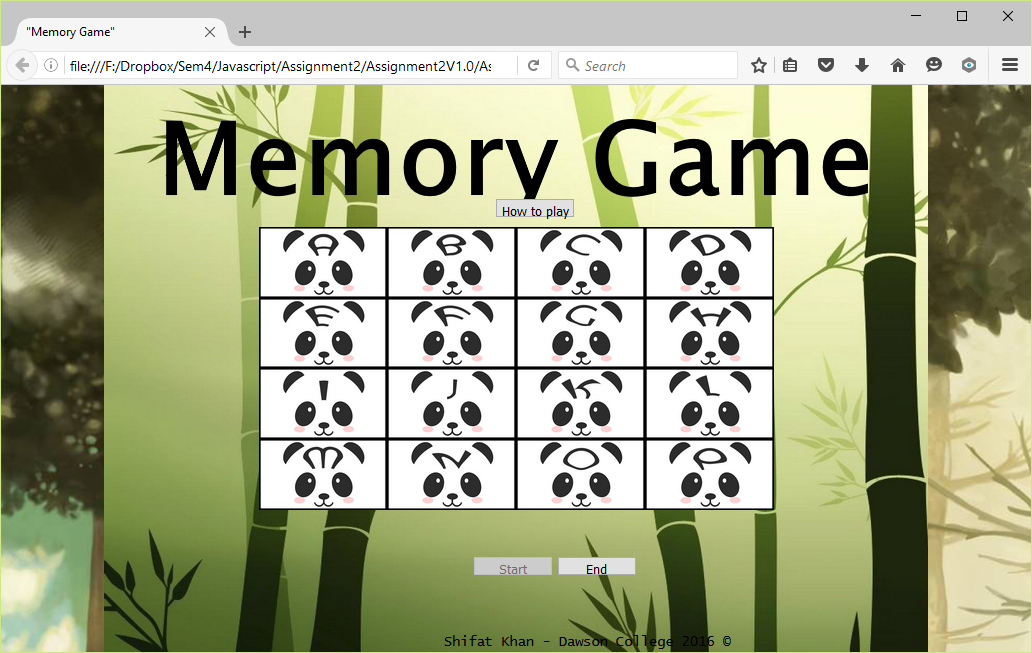 "Memory Game"
file:///F:/Dropbox/Sem4/Javascript/Assignment2/Assignment2V1.0/As
Search
Memory Game
How to play
A B C D
E F G H
I J K L
M N O P
Start End
Shifat Khan - Dawson College 2016 ©